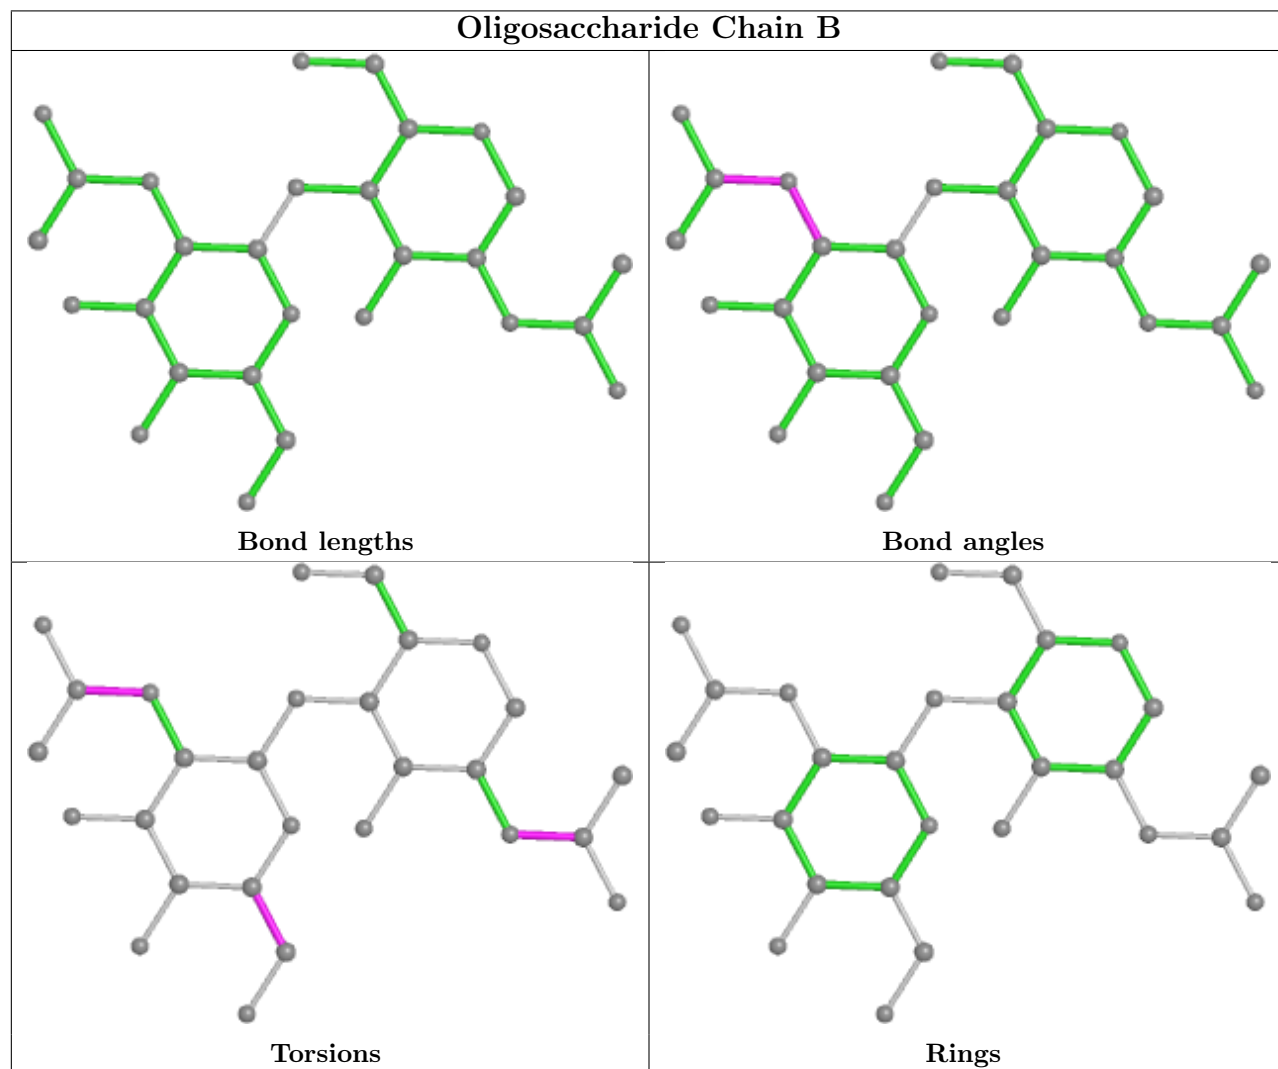 Oligosaccharide Chain B
Bond lengths
Bond angles
Torsions
Rings